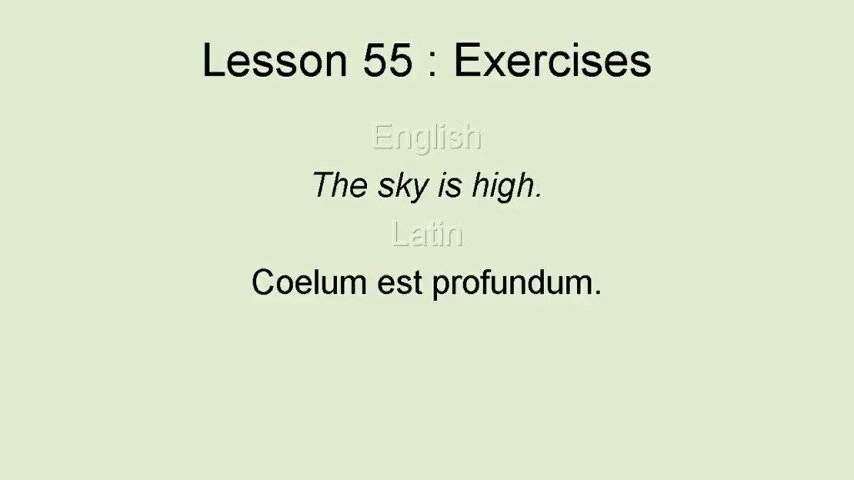 Lesson 55 : Exercises
English
The sky is high.
Latin
Coelum est profundum.